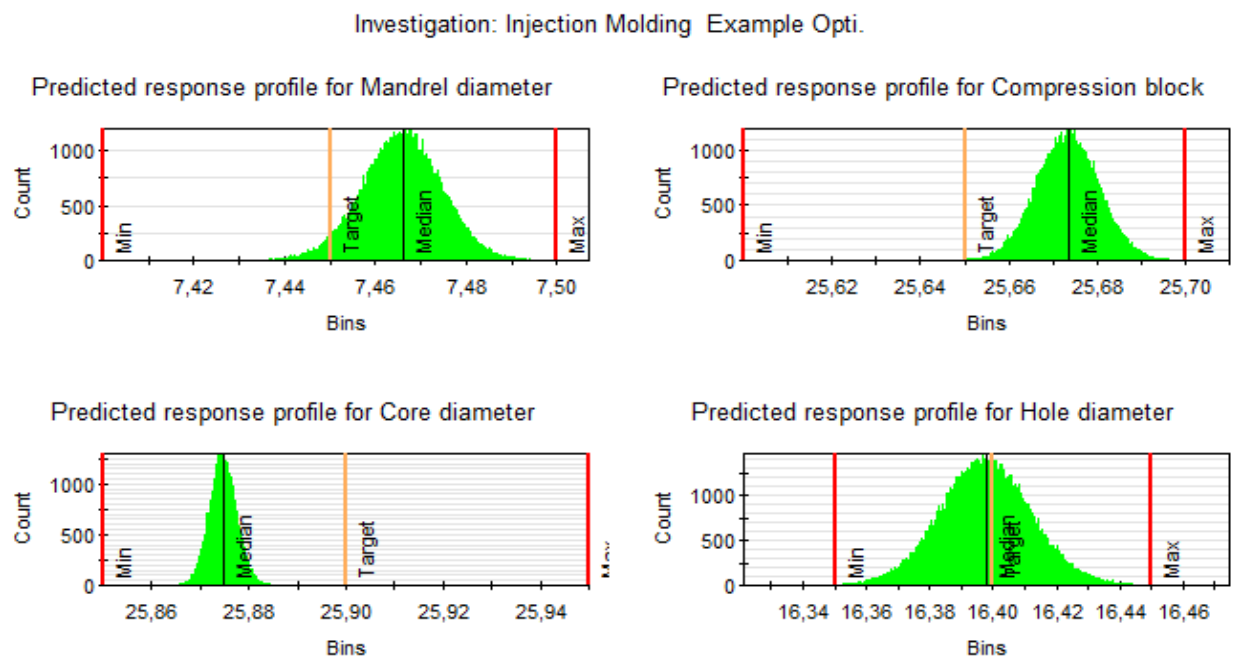 Investigation: Injection Molding Example Opti.
Predicted response profile for Mandrel diameter
Count
1000
500
0
Min
Target
Median
Max
7,42 7,44 7,46 7,48 7,50
Bins
Predicted response profile for Compression block
Count
1000
500
0
Min
Target
Median
Max
25,62 25,64 25,66 25,68 25,70
Bins
Predicted response profile for Core diameter
Count
1000
500
0
Min
Median
Target
Max
25,86 25,88 25,90 25,92 25,94
Bins
Predicted response profile for Hole diameter
Count
1000
500
0
Min
Median
Target
Max
16,34 16,36 16,38 16,40 16,42 16,44 16,46
Bins